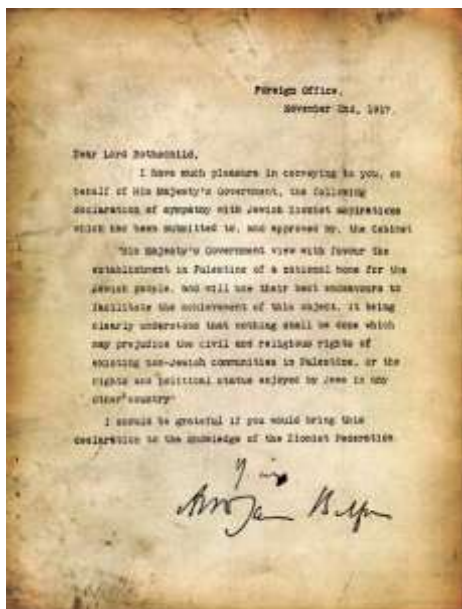 Foreign Office,
November 2nd, 1917.
Dear Lord Rothschild,
I have much pleasure in conveying to you, on
behalf of His Majesty's Government, the following
declaration of sympathy with Jewish Zionist aspirations
which has been submitted to, and approved by, the Cabinet
"His Majesty's Government view with favour the
establishment in Palestine of a national home for the
Jewish people, and will use their best endeavours to
facilitate the achievement of this object, it being
clearly understood that nothing shall be done which
may prejudice the civil and religious rights of
existing non-Jewish communities in Palestine, or the
rights and political status enjoyed by Jews in any
other country"
I should be grateful if you would bring this
declaration to the knowledge of the Zionist Federation
Arthur James Balfour